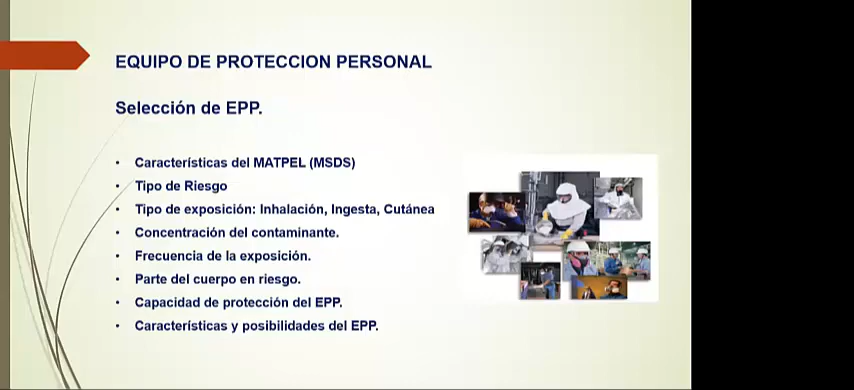 EQUIPO DE PROTECCION PERSONAL
Selección de EPP.
• Características del MATPEL (MSDS)
• Tipo de Riesgo
• Tipo de exposición: Inhalación, Ingesta, Cutánea
• Concentración del contaminante.
• Frecuencia de la exposición.
• Parte del cuerpo en riesgo.
• Capacidad de protección del EPP.
• Características y posibilidades del EPP.